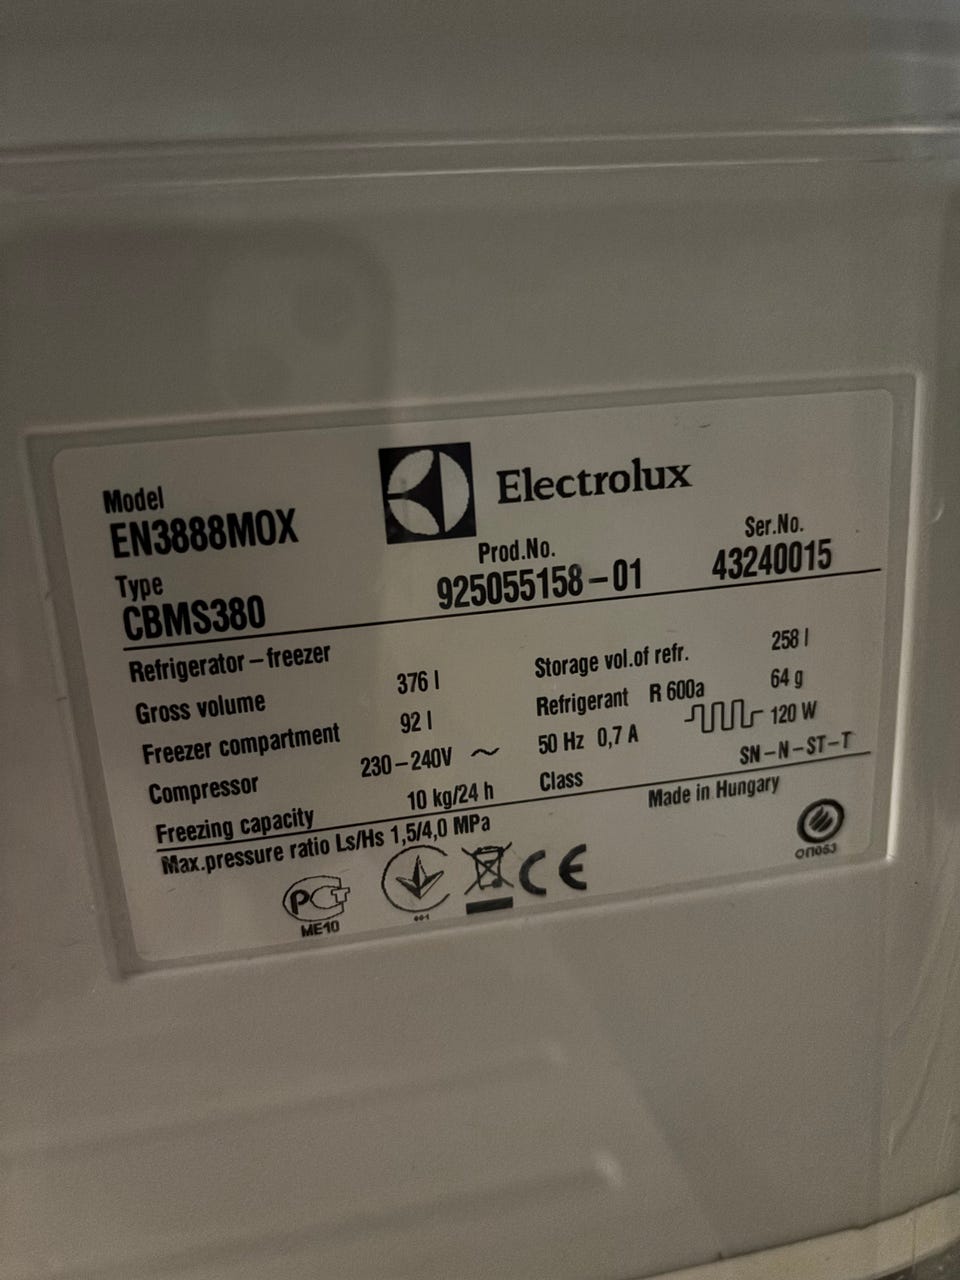 Electrolux
Model
EN3888MOX
Prod.No.
925055158-01
Ser.No.
43240015
Type
CBMS380
Refrigerator-freezer
Gross volume 376 l
Freezer compartment 92 l
Compressor 230-240V ~
Freezing capacity 10 kg/24 h
Storage vol.of refr. 258 l
Refrigerant R 600a 64 g
50 Hz 0,7 A 120 W
Class SN-N-ST-T
Max.pressure ratio Ls/Hs 1,5/4,0 MPa
Made in Hungary
РСТ
ME10
CE
ОП053